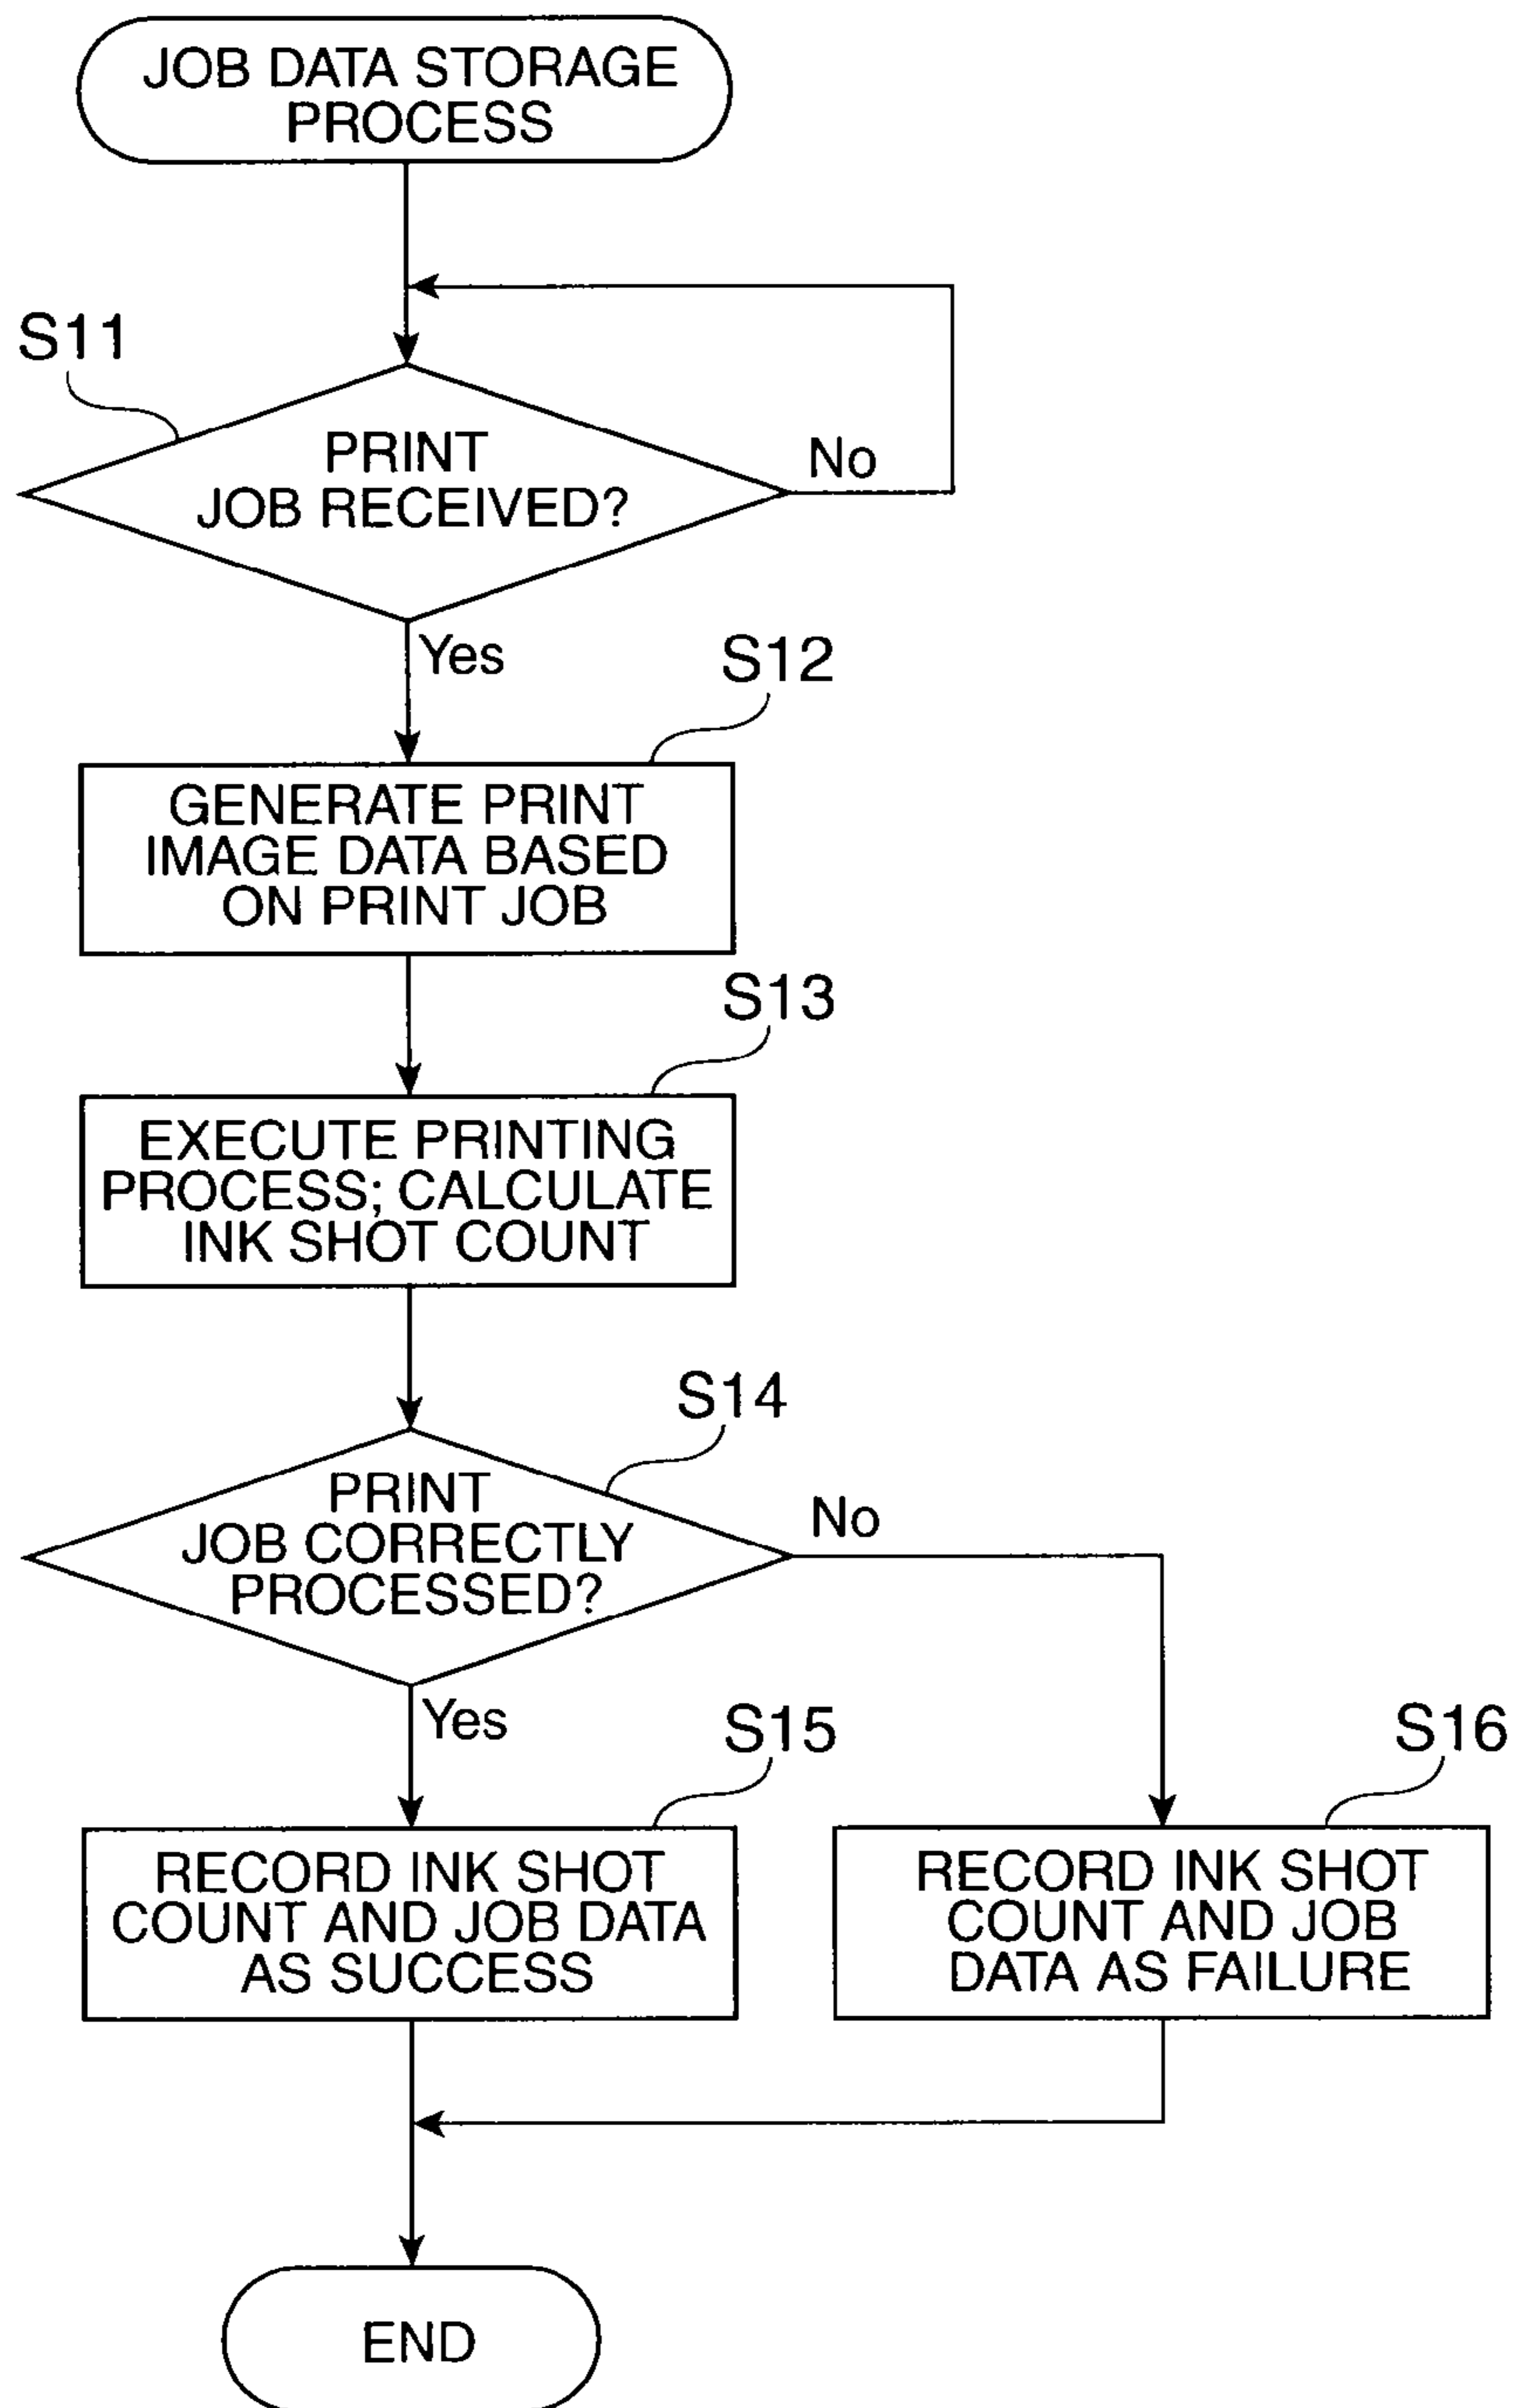 JOB DATA STORAGE
PROCESS
S11
PRINT
JOB RECEIVED?
No
Yes
S12
GENERATE PRINT
IMAGE DATA BASED
ON PRINT JOB
S13
EXECUTE PRINTING
PROCESS; CALCULATE
INK SHOT COUNT
S14
PRINT
JOB CORRECTLY
PROCESSED?
No
Yes
S15
RECORD INK SHOT
COUNT AND JOB DATA
AS SUCCESS
S16
RECORD INK SHOT
COUNT AND JOB
DATA AS FAILURE
END